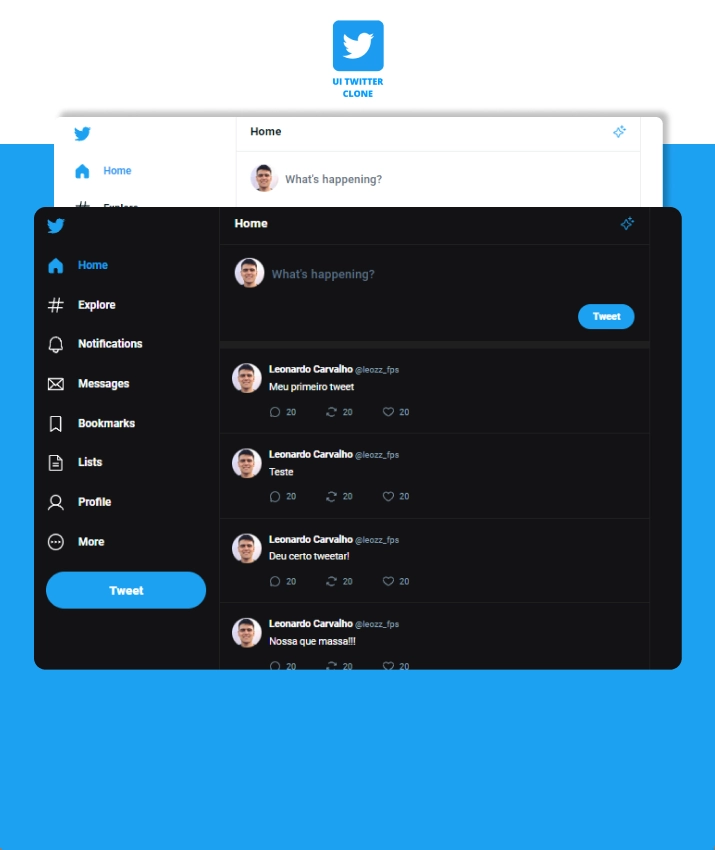 UI TWITTER
CLONE
Home
Home
What's happening?
Explore
Home
Home
What's happening?
Explore
Tweet
Notifications
Messages
Bookmarks
Lists
Profile
More
Tweet
Leonardo Carvalho @leozz_fps
Meu primeiro tweet
20 20 20
Leonardo Carvalho @leozz_fps
Teste
20 20 20
Leonardo Carvalho @leozz_fps
Deu certo tweetar!
20 20 20
Leonardo Carvalho @leozz_fps
Nossa que massa!!!
20 20 20